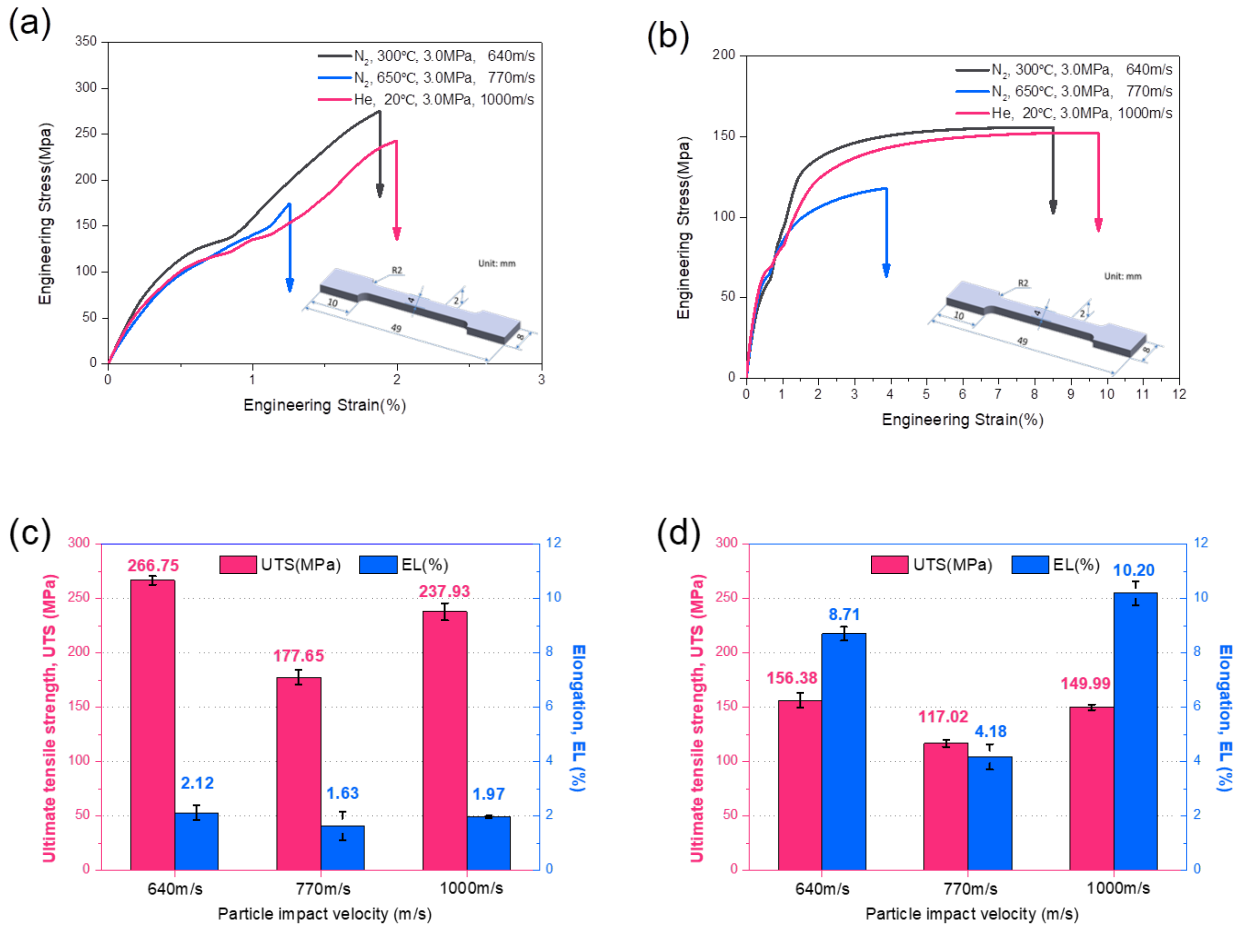 (a)
350
300
250
200
150
100
50
0
Engineering Stress(Mpa)
N₂, 300℃, 3.0MPa, 640m/s
N₂, 650℃, 3.0MPa, 770m/s
He, 20℃, 3.0MPa, 1000m/s
Unit: mm
R2
10
4
2
49
8
0 1 2 3
Engineering Strain(%)
(b)
200
150
100
50
0
Engineering Stress(Mpa)
N₂, 300℃, 3.0MPa, 640m/s
N₂, 650℃, 3.0MPa, 770m/s
He, 20℃, 3.0MPa, 1000m/s
Unit: mm
R2
10
4
2
49
8
0 1 2 3 4 5 6 7 8 9 10 11 12
Engineering Strain(%)
(c)
300
250
200
150
100
50
0
Ultimate tensile strength, UTS (MPa)
UTS(MPa) EL(%)
266.75
177.65
237.93
2.12
1.63
1.97
12
10
8
6
4
2
0
Elongation, EL (%)
640m/s 770m/s 1000m/s
Particle impact velocity (m/s)
(d)
300
250
200
150
100
50
0
Ultimate tensile strength, UTS (MPa)
UTS(MPa) EL(%)
156.38
8.71
117.02
4.18
149.99
10.20
12
10
8
6
4
2
0
Elongation, EL (%)
640m/s 770m/s 1000m/s
Particle impact velocity (m/s)